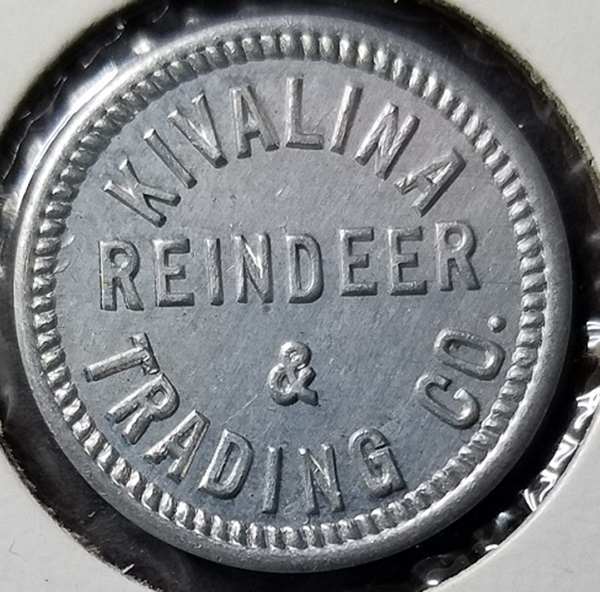 KIVALINA
REINDEER
&
TRADING CO.